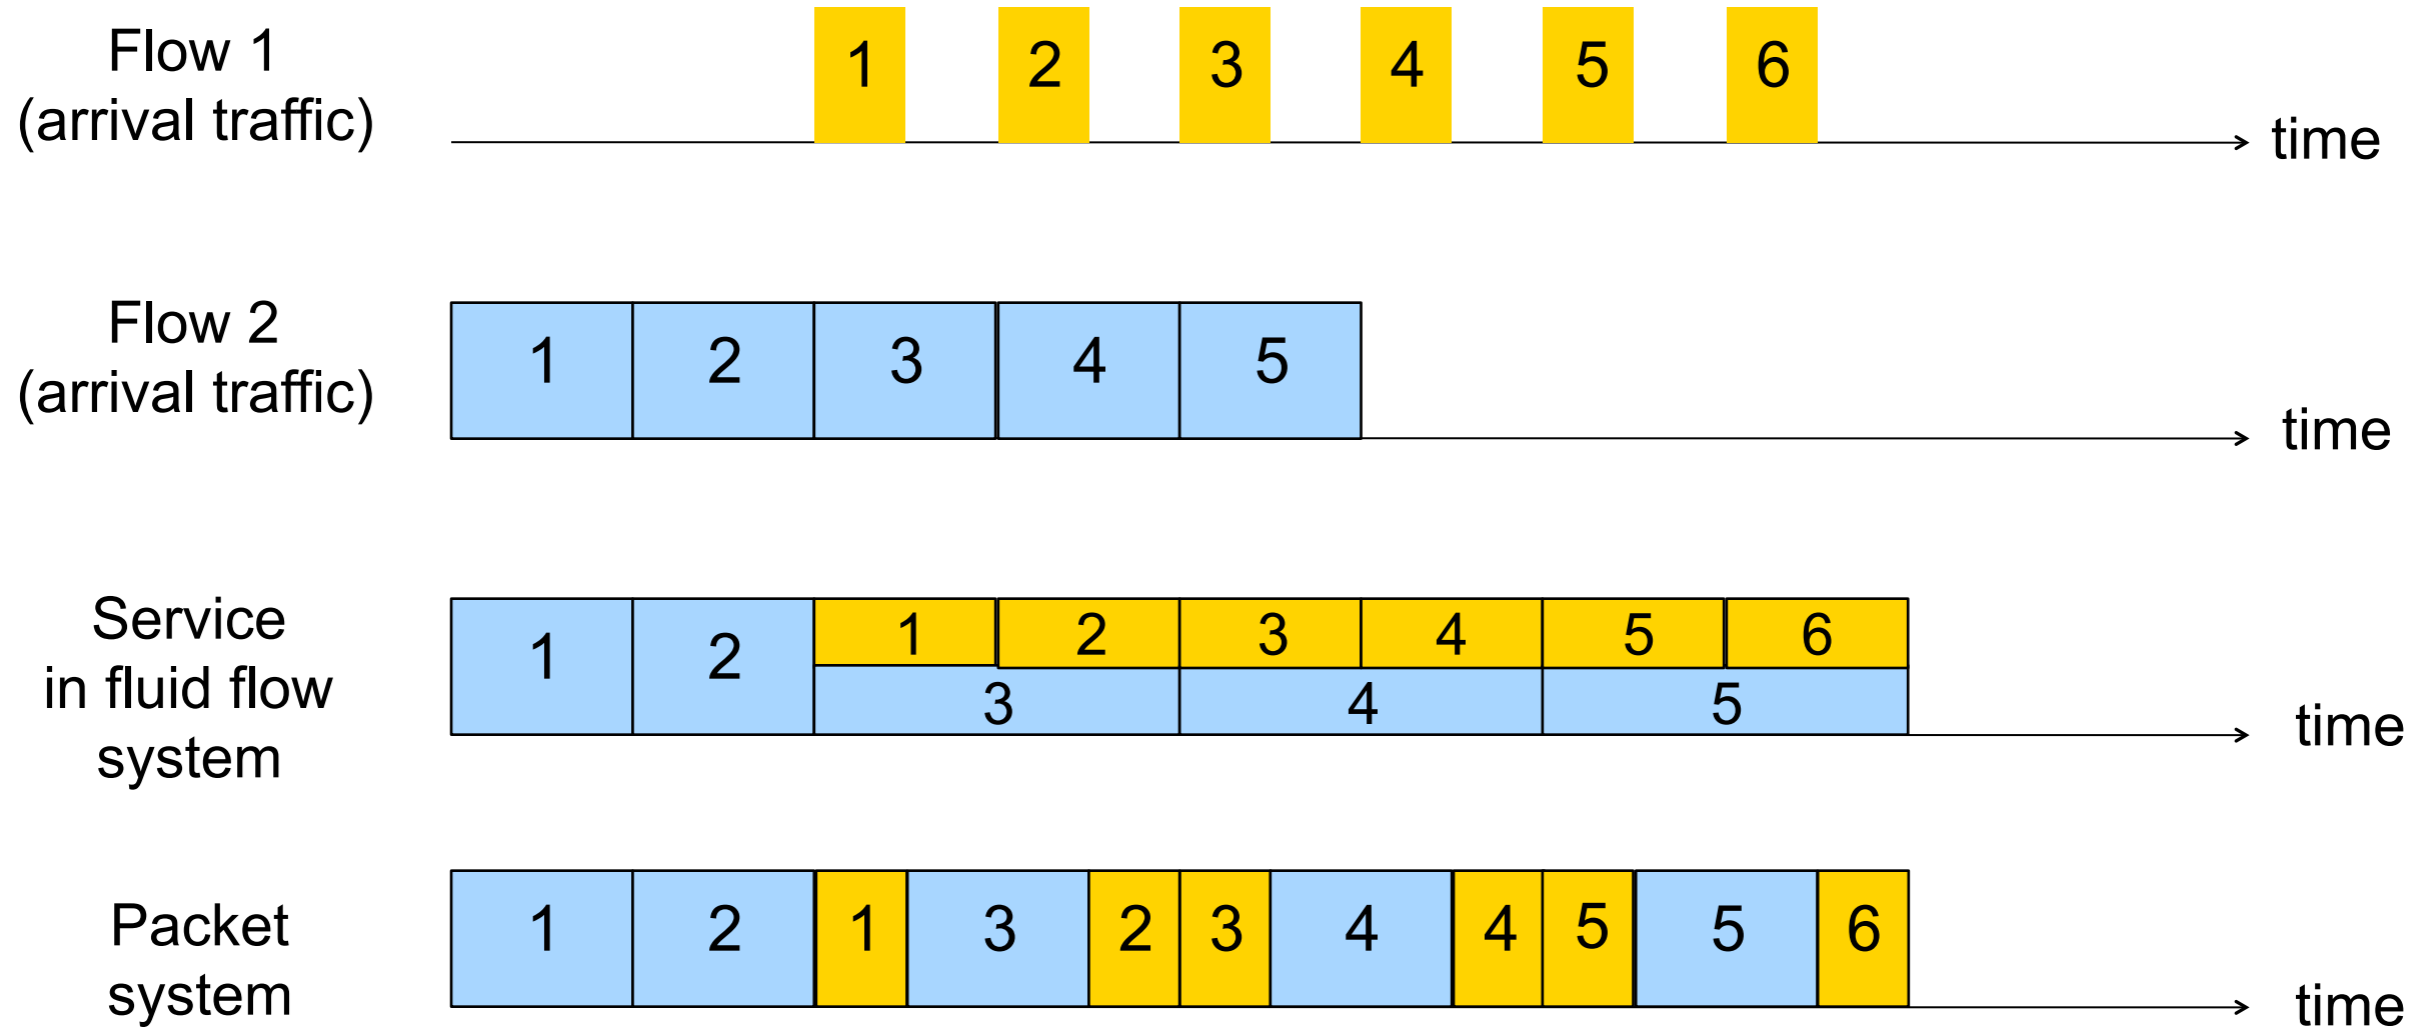 Flow 1
(arrival traffic)
1 2 3 4 5 6
time
Flow 2
(arrival traffic)
1 2 3 4 5
time
Service
in fluid flow
system
1 2 1 2 3 4 5 6
3 4 5
time
Packet
system
1 2 1 3 2 3 4 4 5 5 6
time